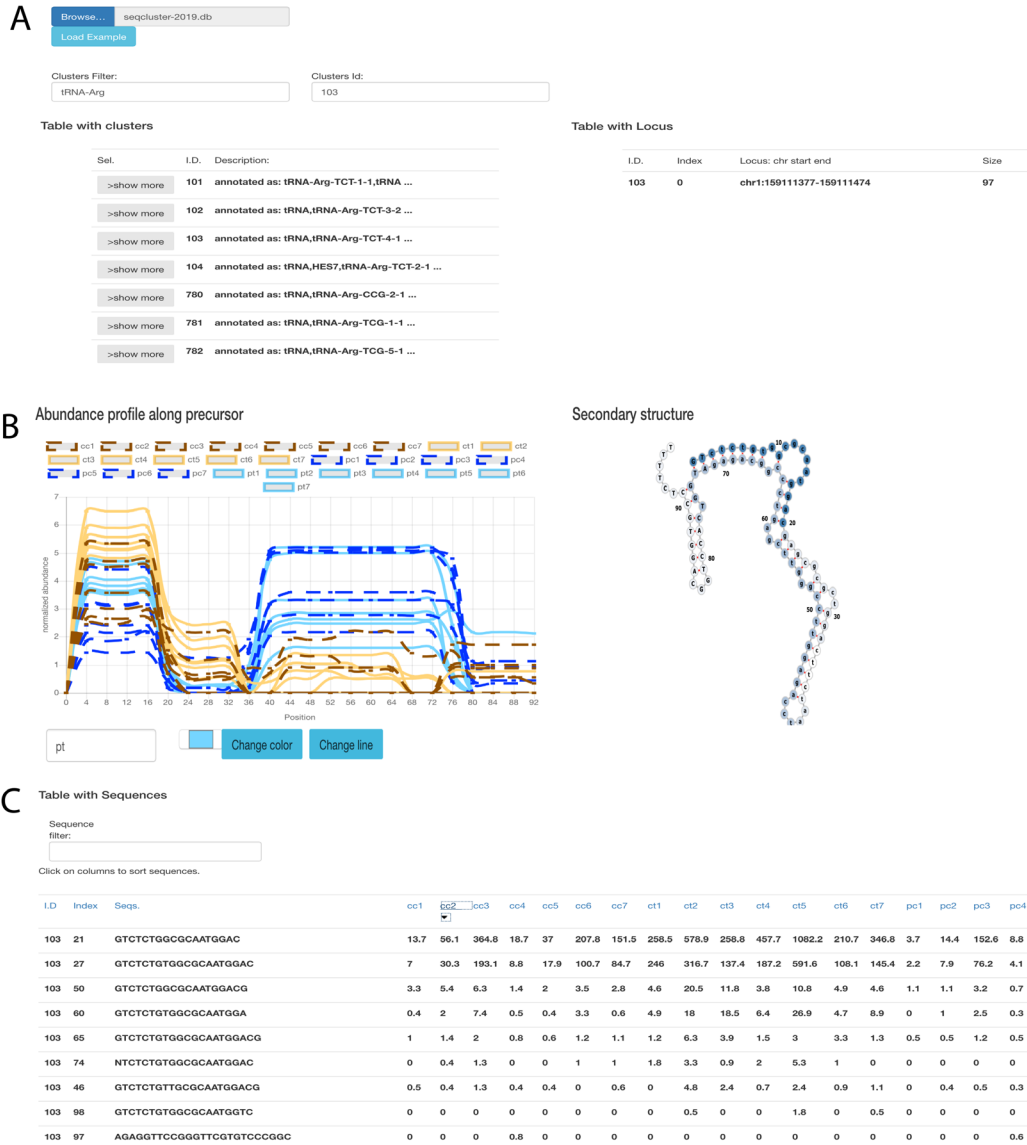 A
Browse...
seqcluster-2019.db
Load Example
Clusters Filter:
Clusters Id:
tRNA-Arg
103
Table with clusters
Table with Locus
Sel. I.D. Description:
>show more 101 annotated as: tRNA-Arg-TCT-1-1,tRNA ...
>show more 102 annotated as: tRNA,tRNA-Arg-TCT-3-2 ...
>show more 103 annotated as: tRNA,tRNA-Arg-TCT-4-1 ...
>show more 104 annotated as: tRNA,HES7,tRNA-Arg-TCT-2-1 ...
>show more 780 annotated as: tRNA,tRNA-Arg-CCG-2-1 ...
>show more 781 annotated as: tRNA,tRNA-Arg-TCG-1-1 ...
>show more 782 annotated as: tRNA,tRNA-Arg-TCG-5-1 ...
I.D. Index Locus: chr start end Size
103 0 chr1:159111377-159111474 97
B
Abundance profile along precursor
cc1 cc2 cc3 cc4 cc5 cc6 cc7 ct1 ct2
ct3 ct4 ct5 ct6 ct7 pc1 pc2 pc3 pc4
pc5 pc6 pc7 pt1 pt2 pt3 pt4 pt5 pt6
pt7
7
6
5
4
3
2
1
0
normalized abundance
0 4 8 12 16 20 24 28 32 36 40 44 48 52 56 60 64 68 72 76 80 84 88 92
Position
pt
Change color
Change line
Secondary structure
10
70
90
60
20
80
50
30
C
Table with Sequences
Sequence
filter:
Click on columns to sort sequences.
I.D Index Seqs. cc1 cc2 cc3 cc4 cc5 cc6 cc7 ct1 ct2 ct3 ct4 ct5 ct6 ct7 pc1 pc2 pc3 pc4
103 21 GTCTCTGGCGCAATGGAC 13.7 56.1 364.8 18.7 37 207.8 151.5 258.5 578.9 258.8 457.7 1082.2 210.7 346.8 3.7 14.4 152.6 8.8
103 27 GTCTCTGTGGCGCAATGGAC 7 30.3 193.1 8.8 17.9 100.7 84.7 246 316.7 137.4 187.2 591.6 108.1 145.4 2.2 7.9 76.2 4.1
103 50 GTCTCTGGCGCAATGGACG 3.3 5.4 6.3 1.4 2 3.5 2.8 4.6 20.5 11.8 3.8 10.8 4.9 4.6 1.1 1.1 3.2 0.7
103 60 GTCTCTGTGGCGCAATGGA 0.4 2 7.4 0.5 0.4 3.3 0.6 4.9 18 18.5 6.4 26.9 4.7 8.9 0 1 2.5 0.3
103 65 GTCTCTGTGGCGCAATGGACG 1 1.4 2 0.8 0.6 1.2 1.1 1.2 6.3 3.9 1.5 3 3.3 1.3 0.5 0.5 1.2 0.5
103 74 NTCTCTGTGGCGCAATGGAC 0 0.4 1.3 0 0 1 1 1.8 3.3 0.9 2 5.3 1 0 0 0 0 0
103 46 GTCTCTGTTGCGCAATGGACG 0.5 0.4 1.3 0.4 0.4 0 0.6 0 4.8 2.4 0.7 2.4 0.9 1.1 0 0.4 0.5 0.3
103 98 GTCTCTGTGGCGCAATGGTC 0 0 0 0 0 0 0 0 0.5 0 0 1.8 0 0.5 0 0 0 0
103 97 AGAGGTTCCGGGTTCGTGTCCCGGC 0 0 0 0.8 0 0 0 0 0 0 0 0 0 0 0 0 0 0.6